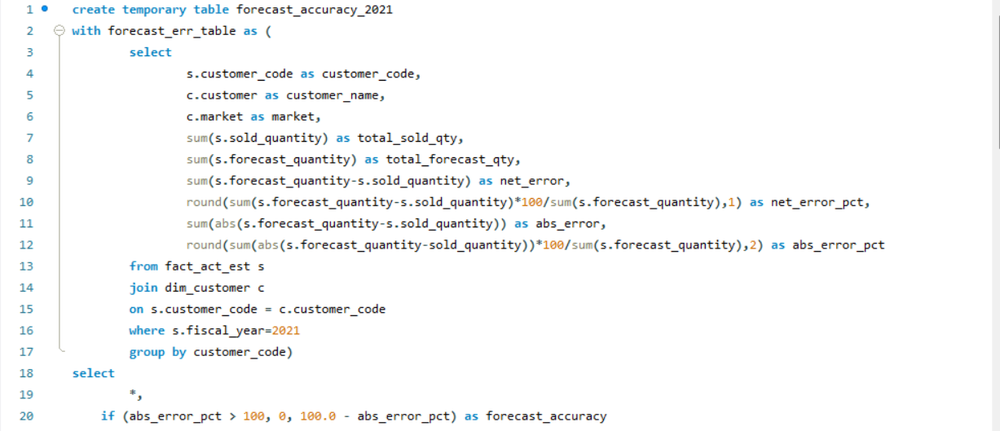 1 create temporary table forecast_accuracy_2021
2 with forecast_err_table as (
3 select
4 s.customer_code as customer_code,
5 c.customer as customer_name,
6 c.market as market,
7 sum(s.sold_quantity) as total_sold_qty,
8 sum(s.forecast_quantity) as total_forecast_qty,
9 sum(s.forecast_quantity-s.sold_quantity) as net_error,
10 round(sum(s.forecast_quantity-s.sold_quantity)*100/sum(s.forecast_quantity),1) as net_error_pct,
11 sum(abs(s.forecast_quantity-s.sold_quantity)) as abs_error,
12 round(sum(abs(s.forecast_quantity-sold_quantity))*100/sum(s.forecast_quantity),2) as abs_error_pct
13 from fact_act_est s
14 join dim_customer c
15 on s.customer_code = c.customer_code
16 where s.fiscal_year=2021
17 group by customer_code)
18 select
19 *,
20 if (abs_error_pct > 100, 0, 100.0 - abs_error_pct) as forecast_accuracy